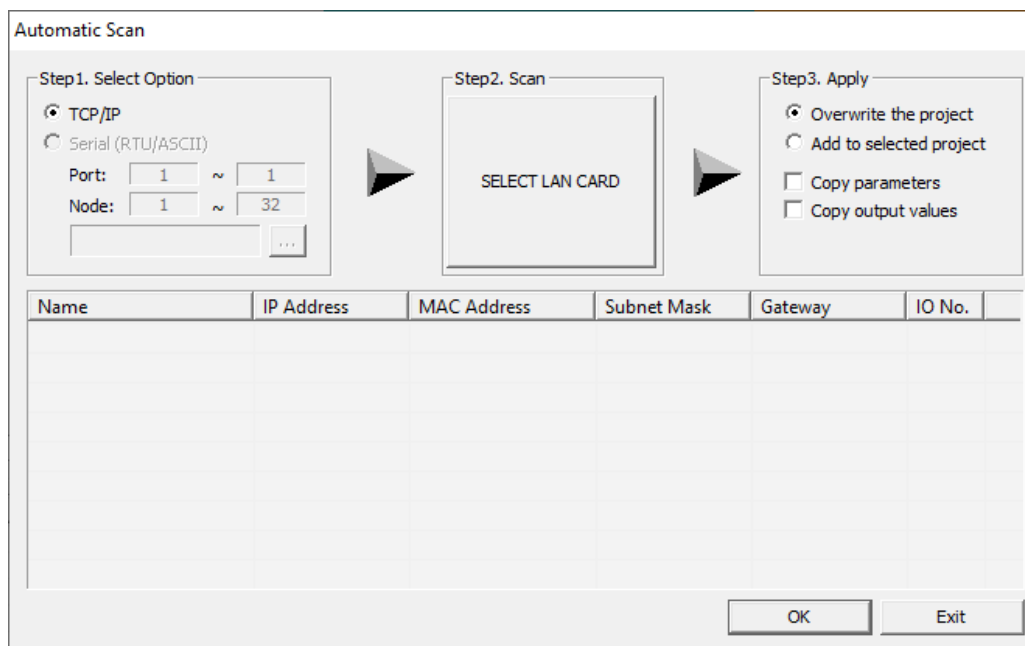 Automatic Scan
Step1. Select Option
TCP/IP
Serial (RTU/ASCII)
Port: 1 ~ 1
Node: 1 ~ 32
...
Step2. Scan
SELECT LAN CARD
Step3. Apply
Overwrite the project
Add to selected project
Copy parameters
Copy output values
Name IP Address MAC Address Subnet Mask Gateway IO No.
OK Exit